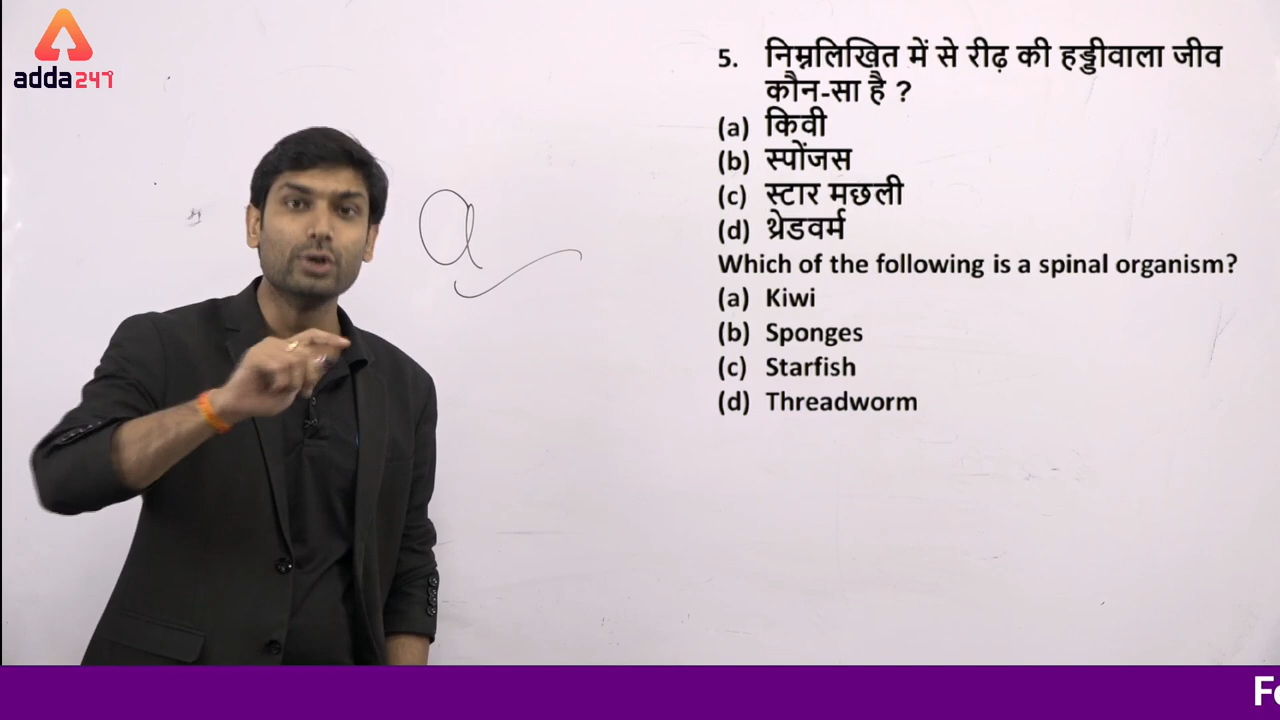 adda247
5. निम्नलिखित में से रीढ़ की हड्डीवाला जीव
कौन-सा है ?
(a) किवी
(b) स्पोंजस
(c) स्टार मछली
(d) थ्रेडवर्म
Which of the following is a spinal organism?
(a) Kiwi
(b) Sponges
(c) Starfish
(d) Threadworm
a